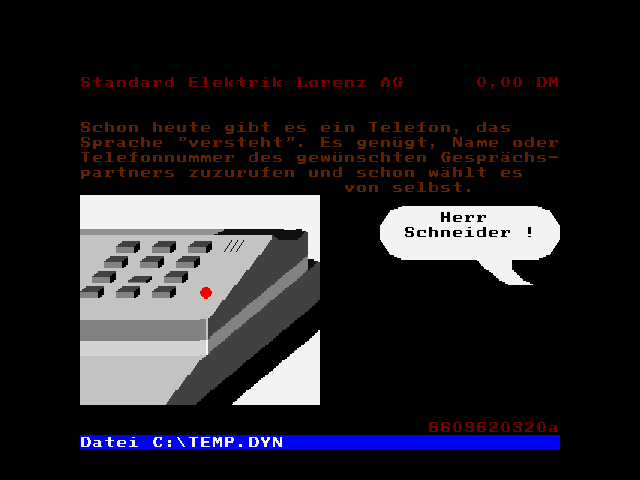 Standard Elektrik Lorenz AG 0,00 DM
Schon heute gibt es ein Telefon, das
Sprache "versteht". Es genügt, Name oder
Telefonnummer des gewünschten Gesprächs-
partners zuzurufen und schon wählt es
von selbst.
Herr
Schneider !
6609620320a
Datei C:\TEMP.DYN